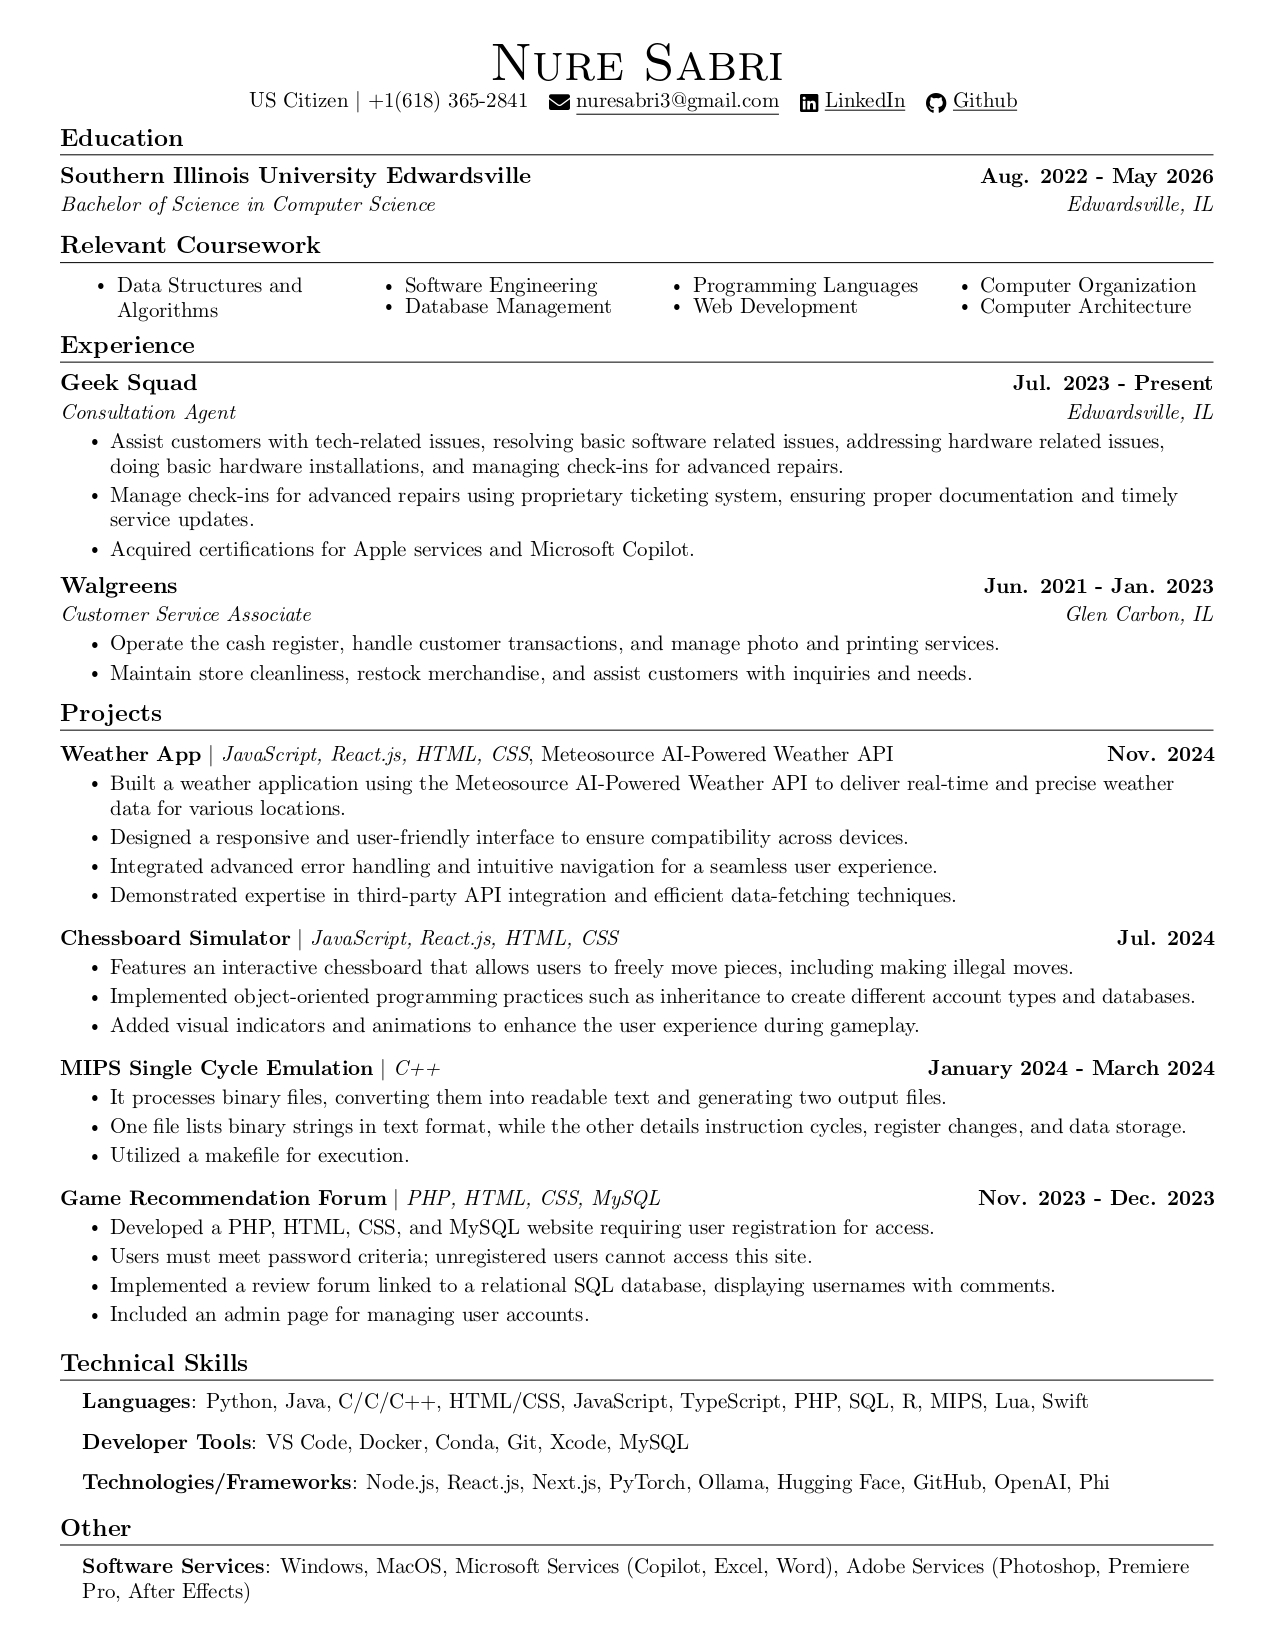 Nure Sabri
US Citizen | +1(618) 365-2841 nuresabri3@gmail.com LinkedIn Github
Education
Southern Illinois University Edwardsville Aug. 2022 - May 2026
Bachelor of Science in Computer Science Edwardsville, IL
Relevant Coursework
• Data Structures and Algorithms
• Software Engineering
• Database Management
• Programming Languages
• Web Development
• Computer Organization
• Computer Architecture
Experience
Geek Squad Jul. 2023 - Present
Consultation Agent Edwardsville, IL
• Assist customers with tech-related issues, resolving basic software related issues, addressing hardware related issues,
doing basic hardware installations, and managing check-ins for advanced repairs.
• Manage check-ins for advanced repairs using proprietary ticketing system, ensuring proper documentation and timely
service updates.
• Acquired certifications for Apple services and Microsoft Copilot.
Walgreens Jun. 2021 - Jan. 2023
Customer Service Associate Glen Carbon, IL
• Operate the cash register, handle customer transactions, and manage photo and printing services.
• Maintain store cleanliness, restock merchandise, and assist customers with inquiries and needs.
Projects
Weather App | JavaScript, React.js, HTML, CSS, Meteosource AI-Powered Weather API Nov. 2024
• Built a weather application using the Meteosource AI-Powered Weather API to deliver real-time and precise weather
data for various locations.
• Designed a responsive and user-friendly interface to ensure compatibility across devices.
• Integrated advanced error handling and intuitive navigation for a seamless user experience.
• Demonstrated expertise in third-party API integration and efficient data-fetching techniques.
Chessboard Simulator | JavaScript, React.js, HTML, CSS Jul. 2024
• Features an interactive chessboard that allows users to freely move pieces, including making illegal moves.
• Implemented object-oriented programming practices such as inheritance to create different account types and databases.
• Added visual indicators and animations to enhance the user experience during gameplay.
MIPS Single Cycle Emulation | C++ January 2024 - March 2024
• It processes binary files, converting them into readable text and generating two output files.
• One file lists binary strings in text format, while the other details instruction cycles, register changes, and data storage.
• Utilized a makefile for execution.
Game Recommendation Forum | PHP, HTML, CSS, MySQL Nov. 2023 - Dec. 2023
• Developed a PHP, HTML, CSS, and MySQL website requiring user registration for access.
• Users must meet password criteria; unregistered users cannot access this site.
• Implemented a review forum linked to a relational SQL database, displaying usernames with comments.
• Included an admin page for managing user accounts.
Technical Skills
Languages: Python, Java, C/C/C++, HTML/CSS, JavaScript, TypeScript, PHP, SQL, R, MIPS, Lua, Swift
Developer Tools: VS Code, Docker, Conda, Git, Xcode, MySQL
Technologies/Frameworks: Node.js, React.js, Next.js, PyTorch, Ollama, Hugging Face, GitHub, OpenAI, Phi
Other
Software Services: Windows, MacOS, Microsoft Services (Copilot, Excel, Word), Adobe Services (Photoshop, Premiere
Pro, After Effects)